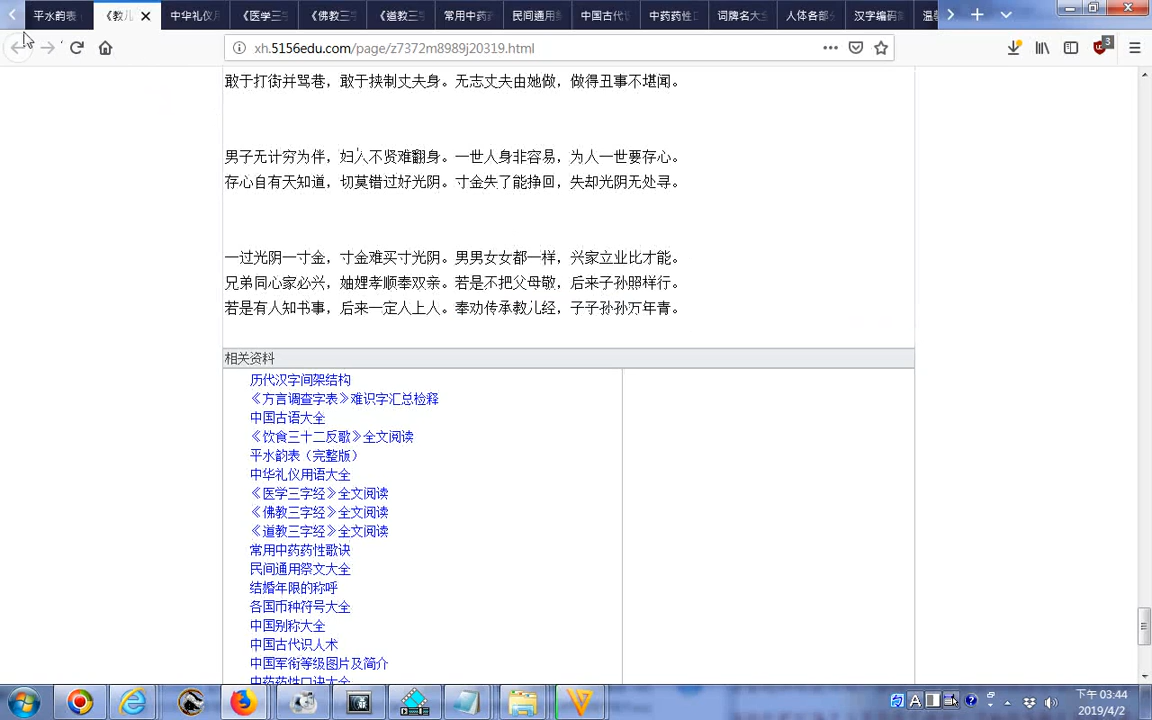 平水韵表
《教儿
中华礼仪用
《医学三字
《佛教三字
《道教三字
常用中药药
民间通用祭
中国古代识
中药药性口
词牌名大全
人体各部分
汉字编码
xh.5156edu.com/page/z7372m8989j20319.html
3
敢于打街并骂巷，敢于挟制丈夫身。无志丈夫由她做，做得丑事不堪闻。
男子无计穷为伴，妇人不贤难翻身。一世人身非容易，为人一世要存心。
存心自有天知道，切莫错过好光阴。寸金失了能挣回，失却光阴无处寻。
一过光阴一寸金，寸金难买寸光阴。男男女女都一样，兴家立业比才能。
兄弟同心家必兴，妯娌孝顺奉双亲。若是不把父母敬，后来子孙照样行。
若是有人知书事，后来一定人上人。奉劝传承教儿经，子子孙孙万年青。
相关资料
历代汉字间架结构
《方言调查字表》难识字汇总检释
中国古语大全
《饮食三十二反歌》全文阅读
平水韵表（完整版）
中华礼仪用语大全
《医学三字经》全文阅读
《佛教三字经》全文阅读
《道教三字经》全文阅读
常用中药药性歌诀
民间通用祭文大全
结婚年限的称呼
各国币种符号大全
中国别称大全
中国古代识人术
中国军衔等级图片及简介
中药药性口诀大全
下午 03:44
2019/4/2